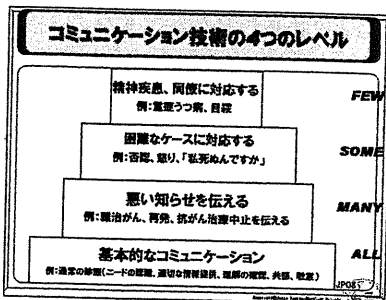 コミュニケーション技術の4つのレベル
精神疾患、同僚に対応する
例：重篤うつ病、自殺
FEW
困難なケースに対応する
例：否認、怒り、「私死ぬんですか」
SOME
悪い知らせを伝える
例：難治がん、再発、抗がん治療中止を伝える
MANY
基本的なコミュニケーション
例：通常の診療（ニードの認識、適切な情報提供、理解の確認、共感、敬意）
ALL
JPOS